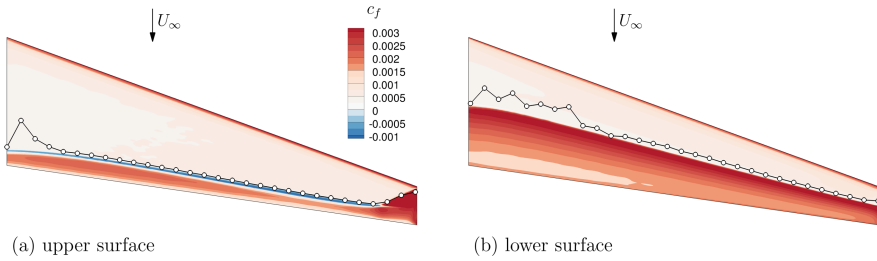 U∞
c_f
0.003
0.0025
0.002
0.0015
0.001
0.0005
0
-0.0005
-0.001
(a) upper surface
U∞
(b) lower surface